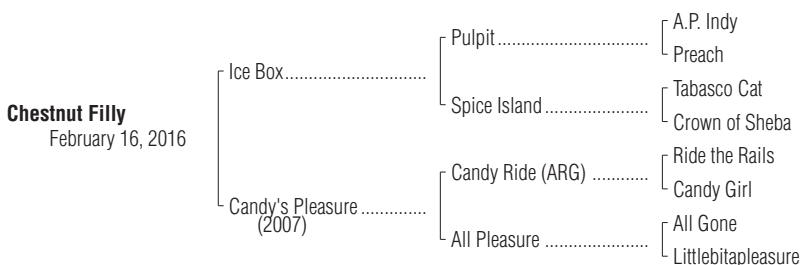 Chestnut Filly
February 16, 2016
Ice Box..............................
Candy's Pleasure..............
(2007)
Pulpit................................
Spice Island......................
Candy Ride (ARG)............
All Pleasure......................
A.P. Indy
Preach
Tabasco Cat
Crown of Sheba
Ride the Rails
Candy Girl
All Gone
Littlebitapleasure